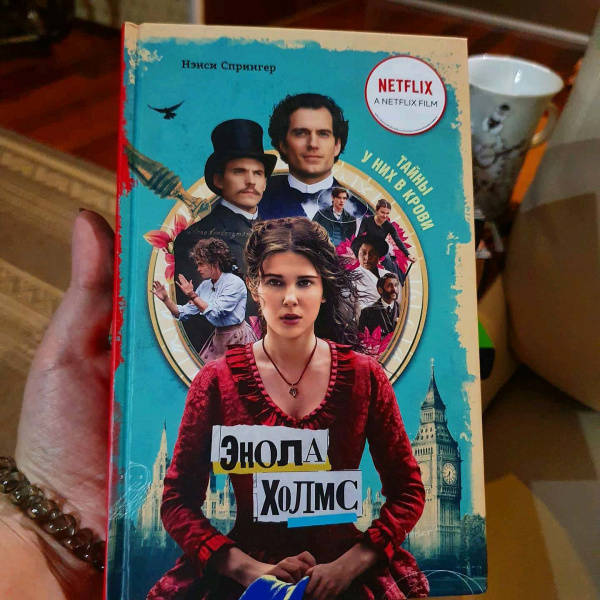 Нэнси Спрингер
NETFLIX
A NETFLIX FILM
ТАЙНЫ
У НИХ В КРОВИ
ЭНОЛА
ХОЛМС